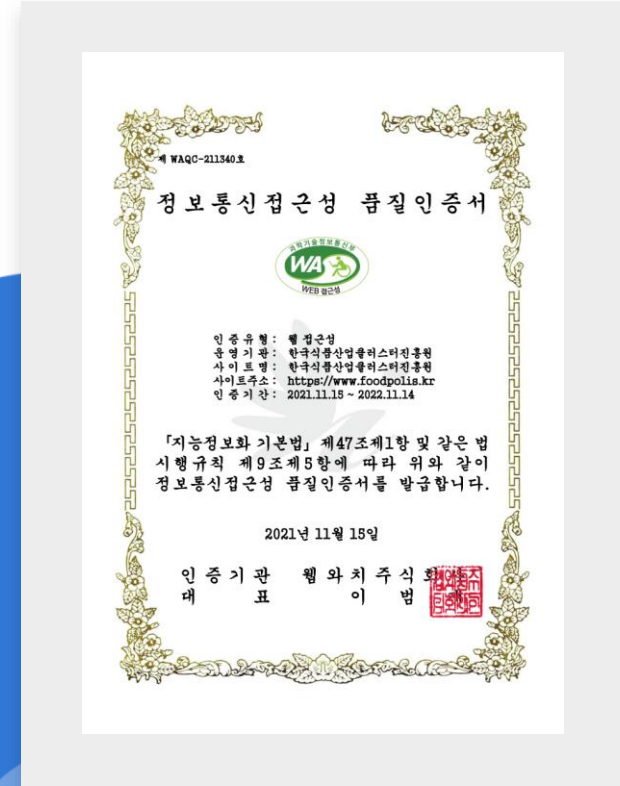 제 WAQC-211340호
정보통신접근성 품질인증서
과학기술정보통신부
WA
WEB 접근성
인증유형 : 웹 접근성
운영기관 : 한국식품산업클러스터진흥원
사이트명 : 한국식품산업클러스터진흥원
사이트주소 : https://www.foodpolis.kr
인증기간 : 2021.11.15 ~ 2022.11.14
「지능정보화 기본법」 제47조제1항 및 같은 법
시행규칙 제9조제5항에 따라 위와 같이
정보통신접근성 품질인증서를 발급합니다.
2021년 11월 15일
인증기관 웹와치주식회
대표 이범